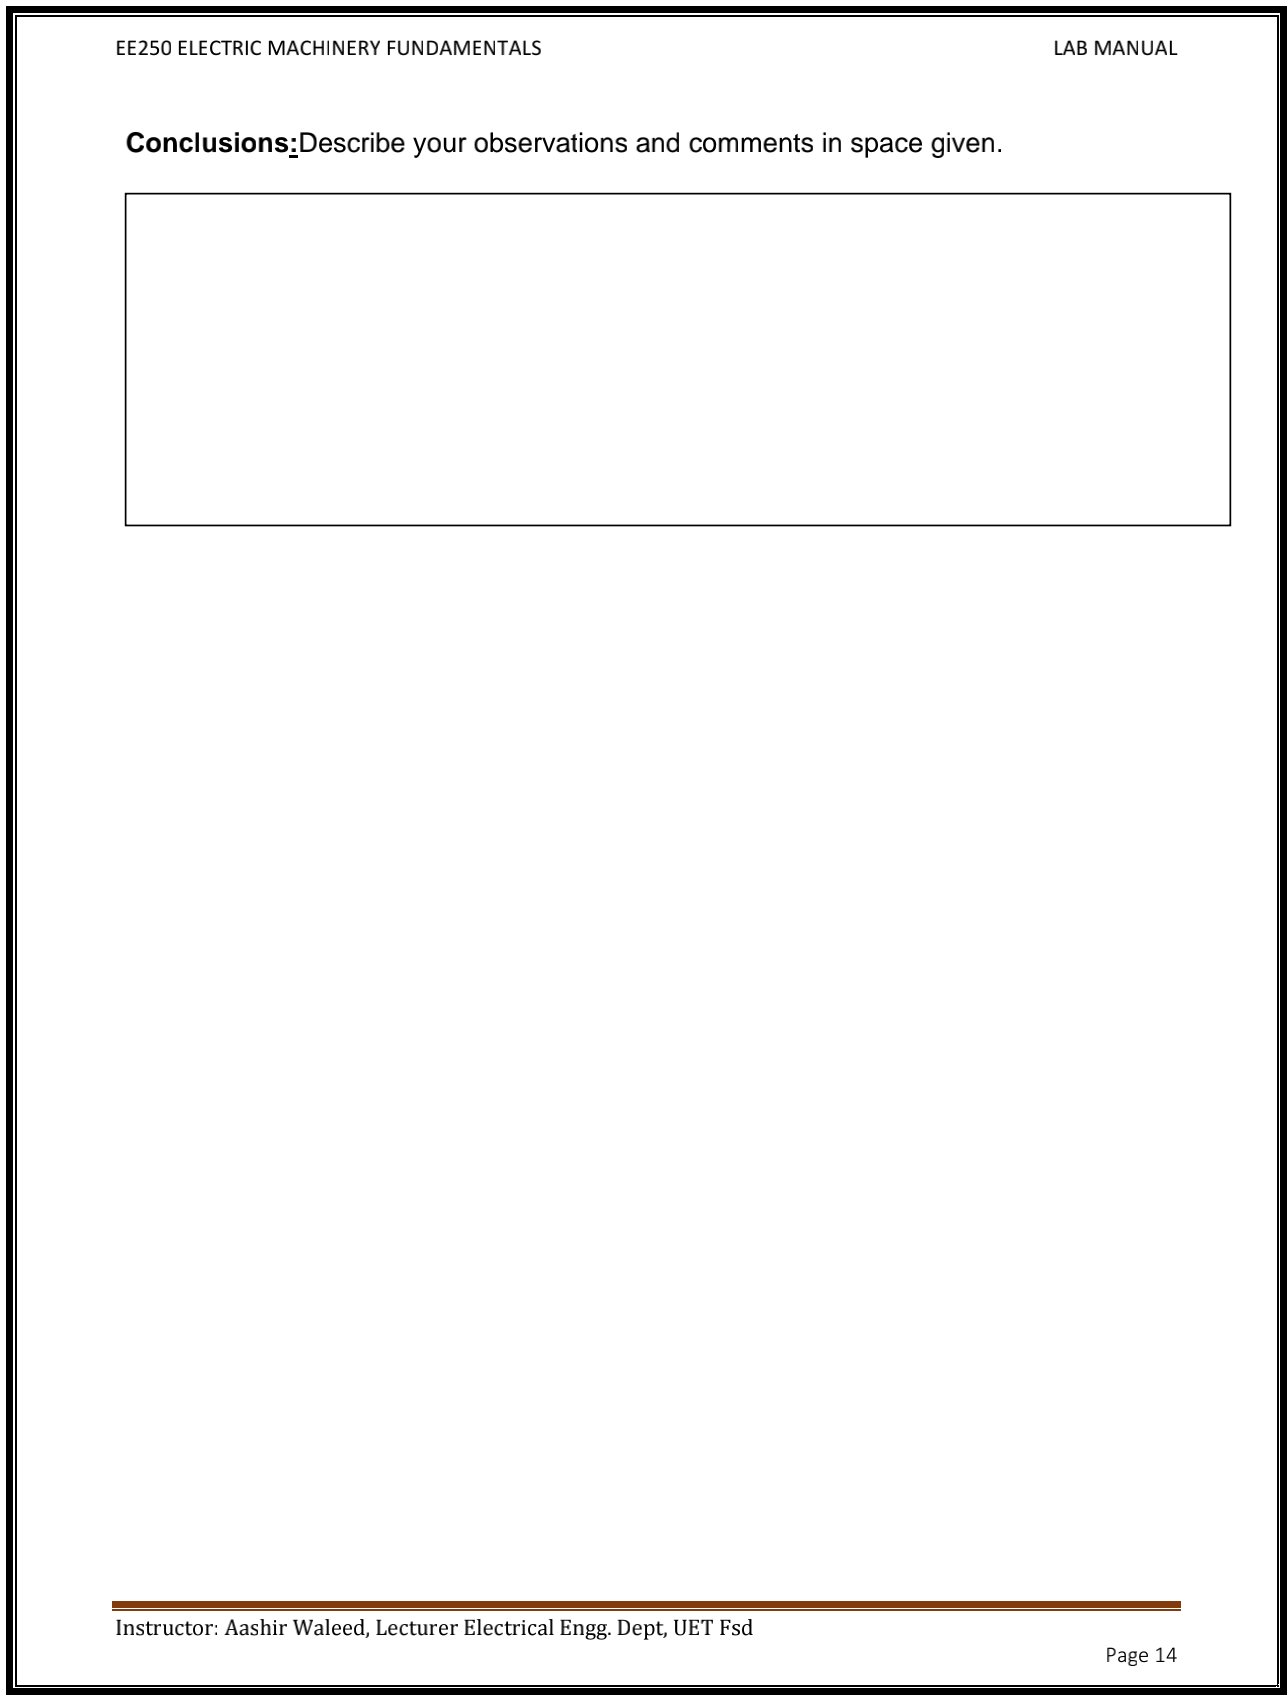 EE250 ELECTRIC MACHINERY FUNDAMENTALS LAB MANUAL
Conclusions:Describe your observations and comments in space given.
Instructor: Aashir Waleed, Lecturer Electrical Engg. Dept, UET Fsd
Page 14